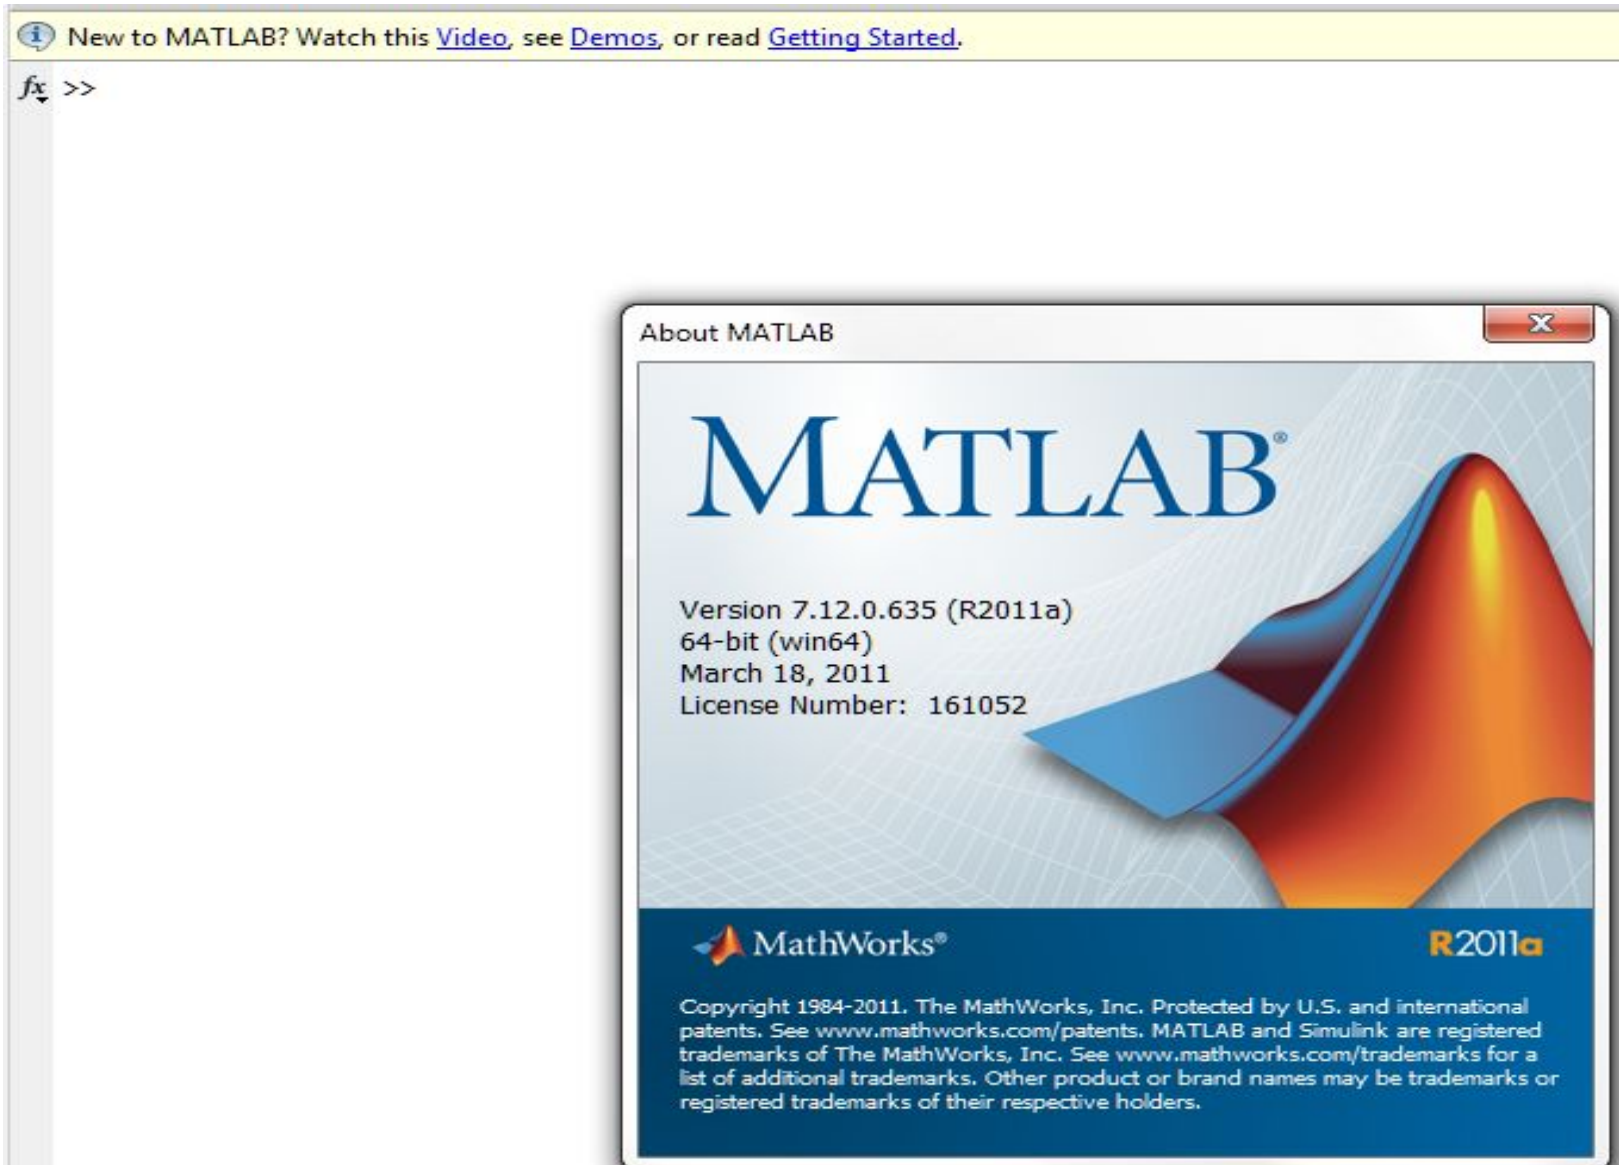 New to MATLAB? Watch this Video, see Demos, or read Getting Started.
fx >>
About MATLAB
MATLAB®
Version 7.12.0.635 (R2011a)
64-bit (win64)
March 18, 2011
License Number: 161052
MathWorks®
R2011a
Copyright 1984-2011. The MathWorks, Inc. Protected by U.S. and international
patents. See www.mathworks.com/patents. MATLAB and Simulink are registered
trademarks of The MathWorks, Inc. See www.mathworks.com/trademarks for a
list of additional trademarks. Other product or brand names may be trademarks or
registered trademarks of their respective holders.